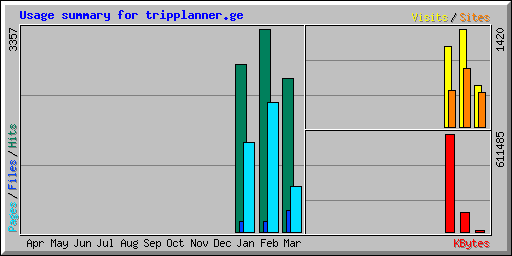 Usage summary for tripplanner.ge
Visits / Sites
3357
1420
Pages / Files / Hits
611485
Apr May Jun Jul Aug Sep Oct Nov Dec Jan Feb Mar
KBytes